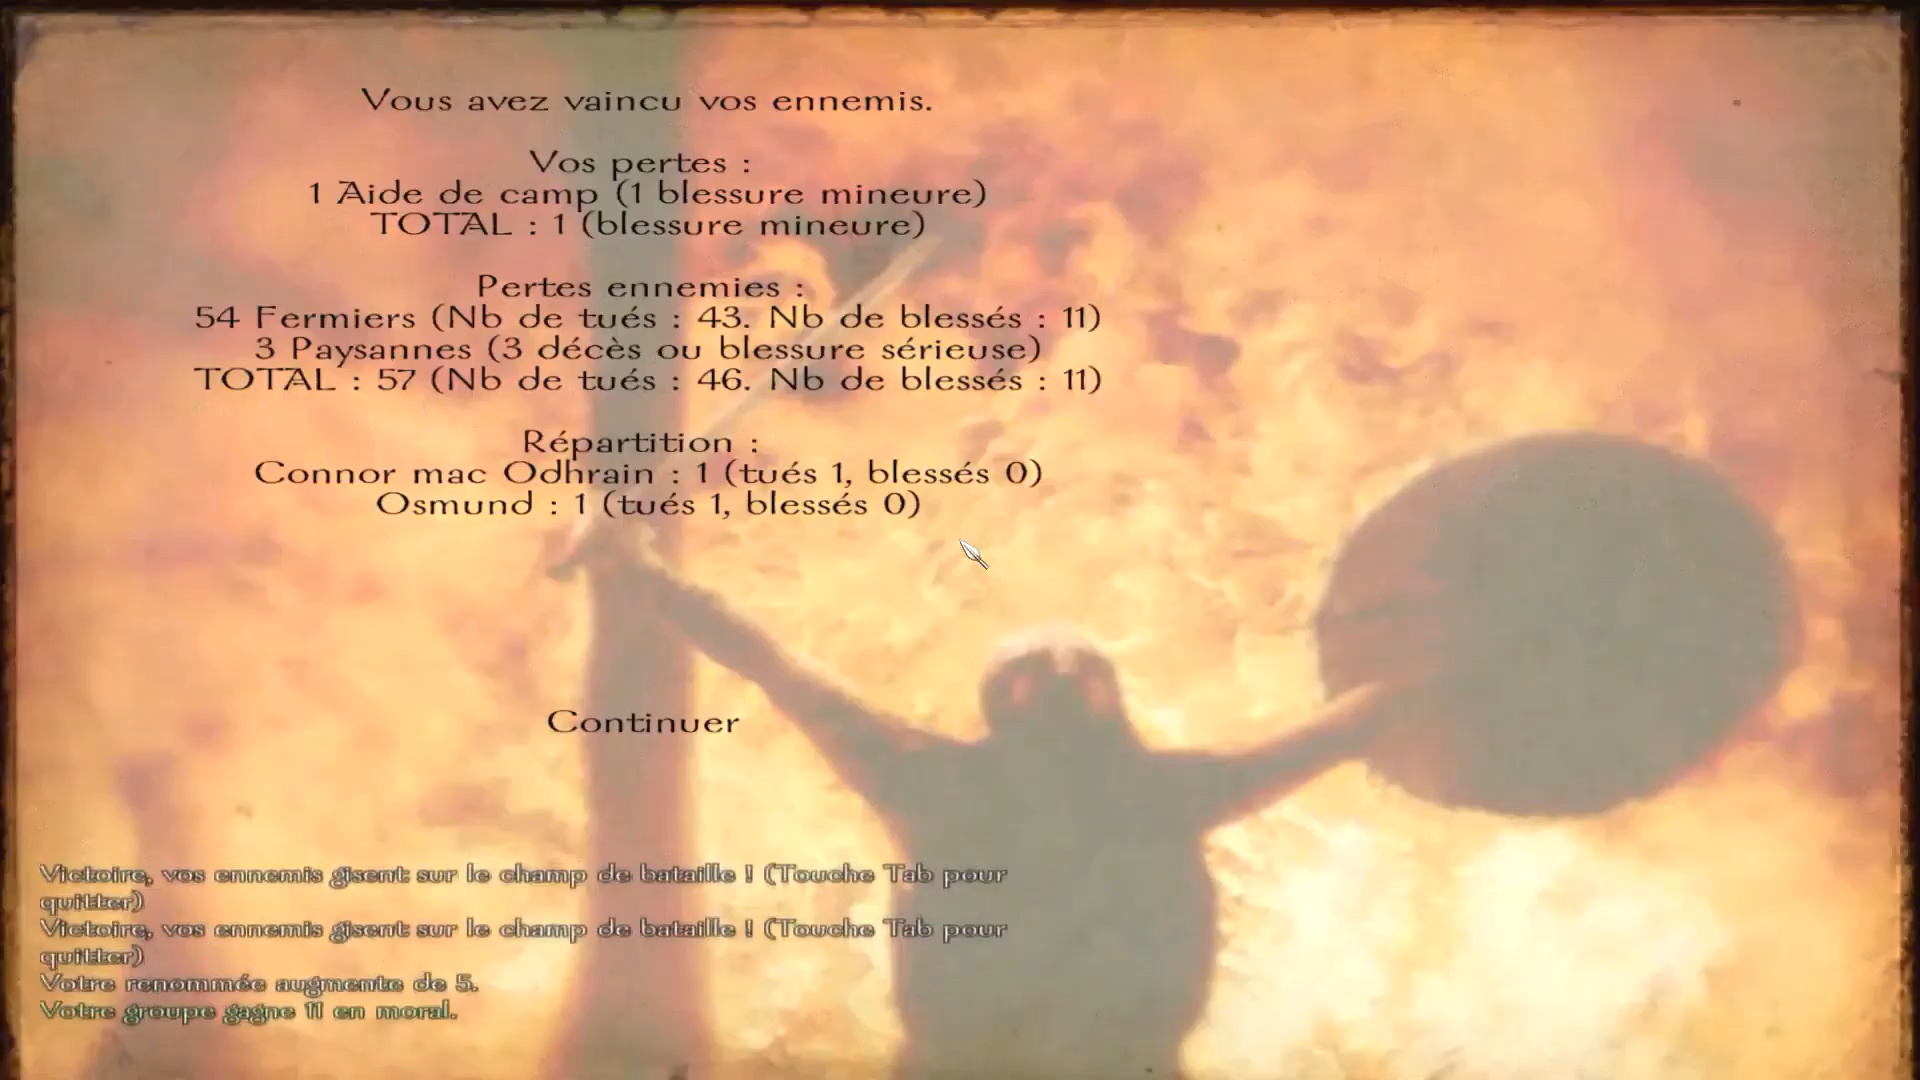 Vous avez vaincu vos ennemis.
Vos pertes :
1 Aide de camp (1 blessure mineure)
TOTAL : 1 (blessure mineure)
Pertes ennemies :
54 Fermiers (Nb de tués : 43. Nb de blessés : 11)
3 Paysannes (3 décès ou blessure sérieuse)
TOTAL : 57 (Nb de tués : 46. Nb de blessés : 11)
Répartition :
Connor mac Odhrain : 1 (tués 1, blessés 0)
Osmund : 1 (tués 1, blessés 0)
Continuer
Victoire, vos ennemis gisent sur le champ de bataille ! (Touche Tab pour
quitter)
Victoire, vos ennemis gisent sur le champ de bataille ! (Touche Tab pour
quitter)
Votre renommée augmente de 5.
Votre groupe gagne 11 en moral.